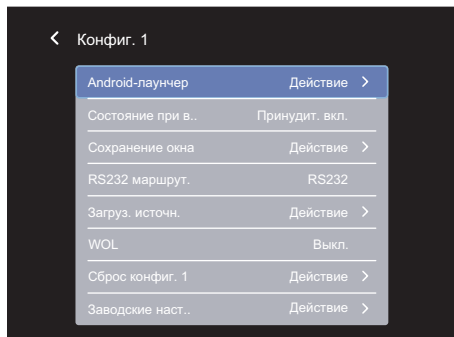 Конфиг. 1
Android-лаунчер Действие
Состояние при в.. Принудит. вкл.
Сохранение окна Действие
RS232 маршрут. RS232
Загруз. источн. Действие
WOL Выкл.
Сброс конфиг. 1 Действие
Заводские наст.. Действие